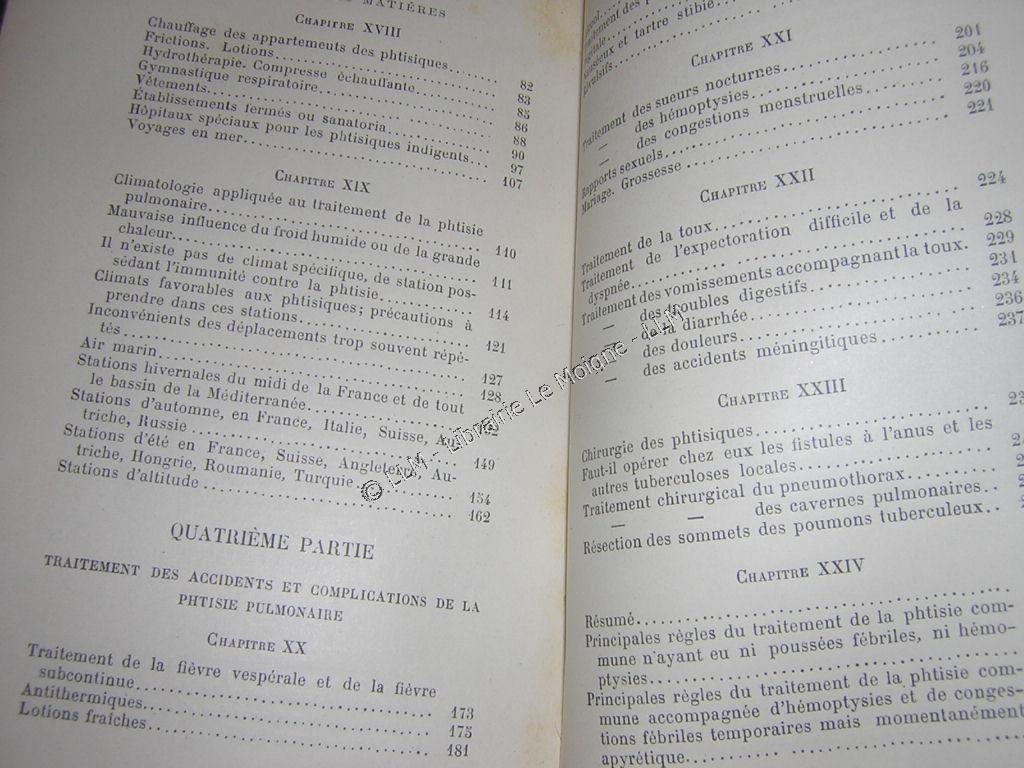 MATIÈRES
CHAPITRE XVIII
Chauffage des appartements des phtisiques....... 82
Frictions. Lotions............ 83
Hydrothérapie. Compresse échauffante.......... 85
Gymnastique respiratoire.......... 86
Vêtements.......... 88
Établissements fermés ou sanatoria.......... 90
Hôpitaux spéciaux pour les phtisiques indigents... 97
Voyages en mer.......... 107
CHAPITRE XIX
Climatologie appliquée au traitement de la phtisie
pulmonaire.......... 110
Mauvaise influence du froid humide ou de la grande
chaleur.......... 111
Il n'existe pas de climat spécifique, de station pos-
sédant l'immunité contre la phtisie.......... 114
Climats favorables aux phtisiques; précautions à
prendre dans ces stations.......... 121
Inconvénients des déplacements trop souvent répé-
tés.......... 127
Air marin.......... 128
Stations hivernales du midi de la France et de tout
le bassin de la Méditerranée..........
Stations d'automne, en France, Italie, Suisse, Au-
triche, Russie.......... 149
Stations d'été en France, Suisse, Angleterre, Au-
triche, Hongrie, Roumanie, Turquie.......... 154
Stations d'altitude.......... 162
QUATRIÈME PARTIE
TRAITEMENT DES ACCIDENTS ET COMPLICATIONS DE LA
PHTISIE PULMONAIRE
CHAPITRE XX
Traitement de la fièvre vespérale et de la fièvre
subcontinue.......... 173
Antithermiques.......... 175
Lotions fraîches.......... 181
et tartre stibié
CHAPITRE XXI
Traitement des sueurs nocturnes.......... 201
— des hémoptysies.......... 204
— des congestions menstruelles.......... 216
Rapports sexuels.......... 220
Mariage. Grossesse.......... 221
CHAPITRE XXII
Traitement de la toux.......... 224
Traitement de l'expectoration difficile et de la
dyspnée.......... 228
Traitement des vomissements accompagnant la toux. 229
— des troubles digestifs.......... 231
— de la diarrhée.......... 234
— des douleurs.......... 236
— des accidents méningitiques.......... 237
CHAPITRE XXIII
Chirurgie des phtisiques..........
Faut-il opérer chez eux les fistules à l'anus et les
autres tuberculoses locales..........
Traitement chirurgical du pneumothorax..........
— — des cavernes pulmonaires..
Résection des sommets des poumons tuberculeux..
CHAPITRE XXIV
Résumé..........
Principales règles du traitement de la phtisie com-
mune n'ayant eu ni poussées fébriles, ni hémo-
ptysies..........
Principales règles du traitement de la phtisie com-
mune accompagnée d'hémoptysies et de conges-
tions fébriles temporaires mais momentanément
apyrétique..........
© LLM - Librairie Le Moigne - LLM